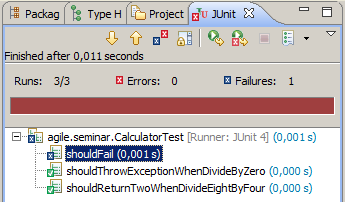 Packag Type H Project JUnit
Finished after 0,011 seconds
Runs: 3/3 Errors: 0 Failures: 1
agile.seminar.CalculatorTest [Runner: JUnit 4] (0,001 s)
shouldFail (0,001 s)
shouldThrowExceptionWhenDivideByZero (0,000 s)
shouldReturnTwoWhenDivideEightByFour (0,000 s)